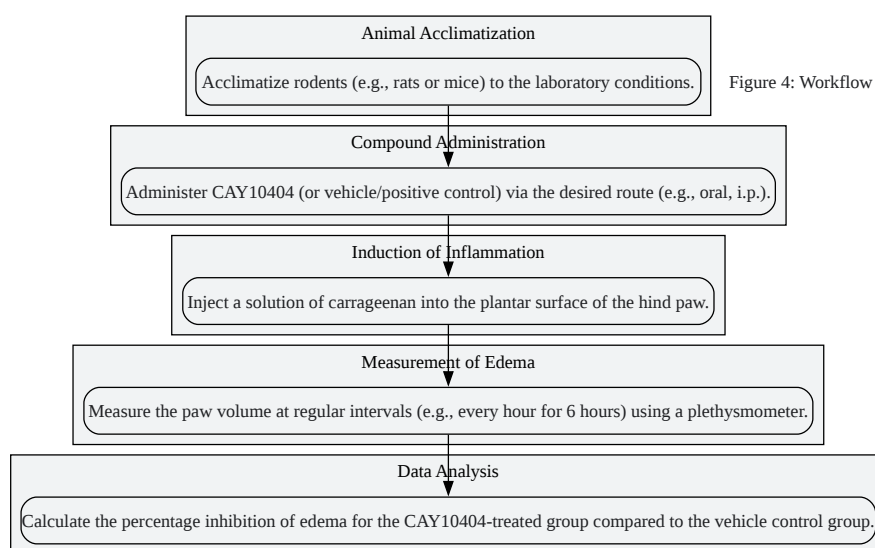 Animal Acclimatization
Acclimatize rodents (e.g., rats or mice) to the laboratory conditions.
Figure 4: Workflow
Compound Administration
Administer CAY10404 (or vehicle/positive control) via the desired route (e.g., oral, i.p.).
Induction of Inflammation
Inject a solution of carrageenan into the plantar surface of the hind paw.
Measurement of Edema
Measure the paw volume at regular intervals (e.g., every hour for 6 hours) using a plethysmometer.
Data Analysis
Calculate the percentage inhibition of edema for the CAY10404-treated group compared to the vehicle control group.